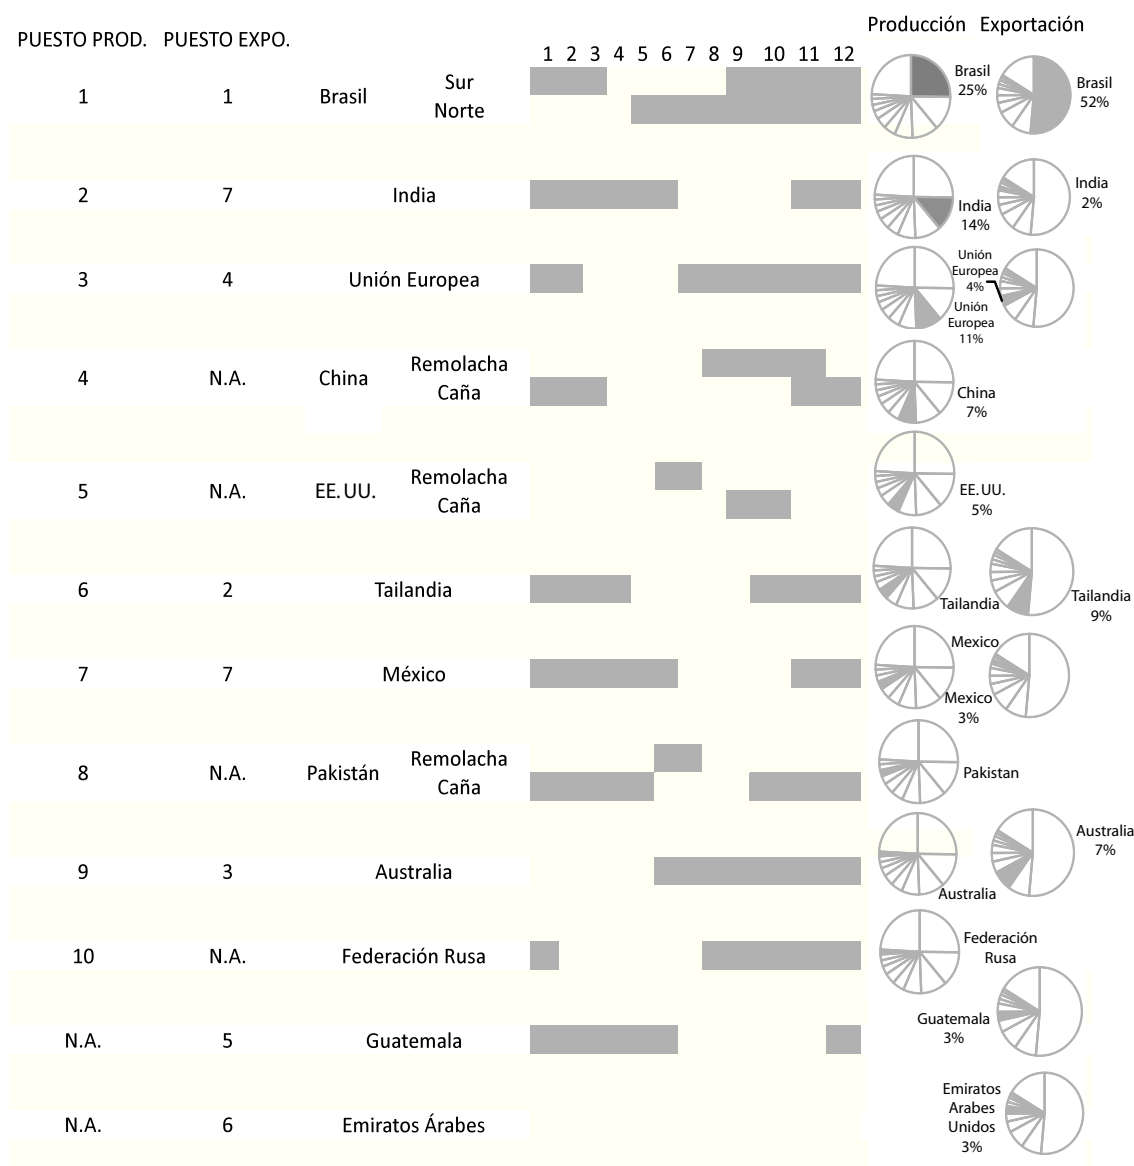 Producción Exportación
PUESTO PROD. PUESTO EXPO.
1 2 3 4 5 6 7 8 9 10 11 12
1 1 Brasil Sur
Norte
Brasil
25%
Brasil
52%
2 7 India
India
14%
India
2%
3 4 Unión Europea
Unión
Europea
4%
Unión
Europea
11%
4 N.A. China Remolacha
Caña
China
7%
5 N.A. EE.UU. Remolacha
Caña
EE.UU.
5%
6 2 Tailandia
Tailandia
Tailandia
9%
7 7 México
Mexico
Mexico
3%
8 N.A. Pakistán Remolacha
Caña
Pakistan
9 3 Australia
Australia
Australia
7%
10 N.A. Federación Rusa
Federación
Rusa
N.A. 5 Guatemala
Guatemala
3%
N.A. 6 Emiratos Árabes
Emiratos
Arabes
Unidos
3%